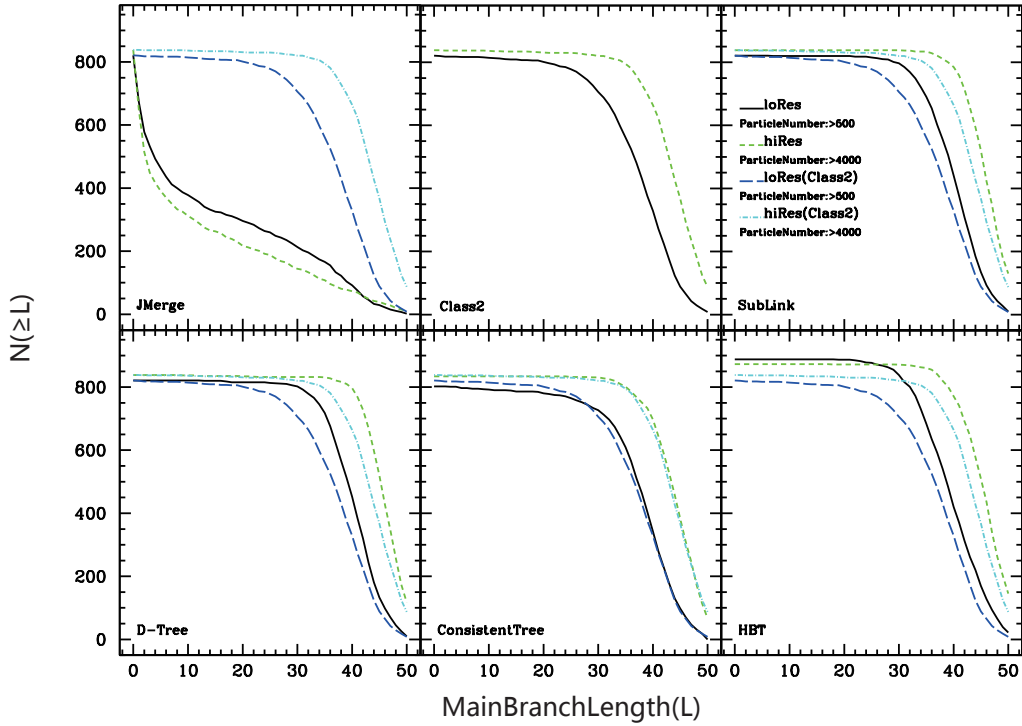 800
600
400
200
0
JMerge
Class2
SubLink
loRes
ParticleNumber:>500
hiRes
ParticleNumber:>4000
loRes(Class2)
ParticleNumber:>500
hiRes(Class2)
ParticleNumber:>4000
N(≥L)
800
600
400
200
0
D-Tree
ConsistentTree
HBT
0 10 20 30 40 50 0 10 20 30 40 50 0 10 20 30 40 50
MainBranchLength(L)